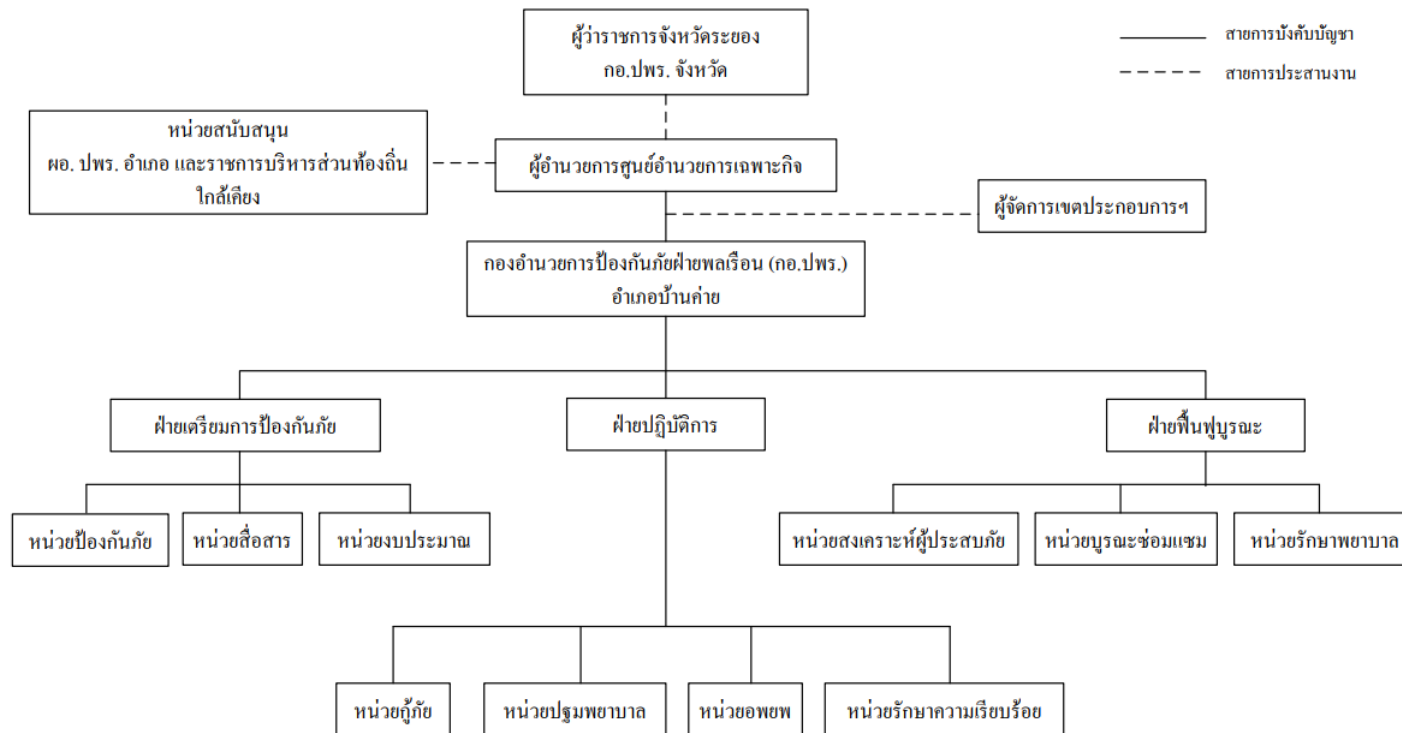 ผู้ว่าราชการจังหวัดระยอง
กอ.ปพร. จังหวัด
สายการบังคับบัญชา
สายการประสานงาน
หน่วยสนับสนุน
ผอ. ปพร. อำเภอ และราชการบริหารส่วนท้องถิ่น
ใกล้เคียง
ผู้อำนวยการศูนย์อำนวยการเฉพาะกิจ
ผู้จัดการเขตประกอบการฯ
กองอำนวยการป้องกันภัยฝ่ายพลเรือน (กอ.ปพร.)
อำเภอบ้านค่าย
ฝ่ายเตรียมการป้องกันภัย
ฝ่ายปฏิบัติการ
ฝ่ายฟื้นฟูบูรณะ
หน่วยป้องกันภัย
หน่วยสื่อสาร
หน่วยงบประมาณ
หน่วยสงเคราะห์ผู้ประสบภัย
หน่วยบูรณะซ่อมแซม
หน่วยรักษาพยาบาล
หน่วยกู้ภัย
หน่วยปฐมพยาบาล
หน่วยอพยพ
หน่วยรักษาความเรียบร้อย